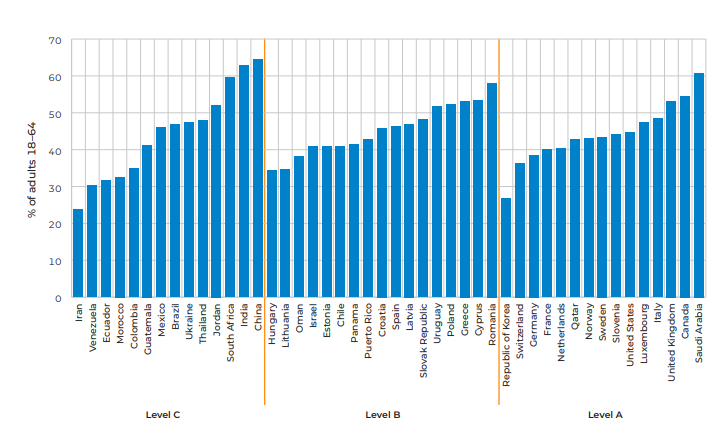 70
60
50
40
30
20
10
0
% of adults 18–64
Iran
Venezuela
Ecuador
Morocco
Colombia
Guatemala
Mexico
Brazil
Ukraine
Thailand
Jordan
South Africa
India
China
Hungary
Lithuania
Oman
Israel
Estonia
Chile
Panama
Puerto Rico
Croatia
Spain
Latvia
Slovak Republic
Uruguay
Poland
Greece
Cyprus
Romania
Republic of Korea
Switzerland
Germany
France
Netherlands
Qatar
Norway
Sweden
Slovenia
United States
Luxembourg
Italy
United Kingdom
Canada
Saudi Arabia
Level C
Level B
Level A